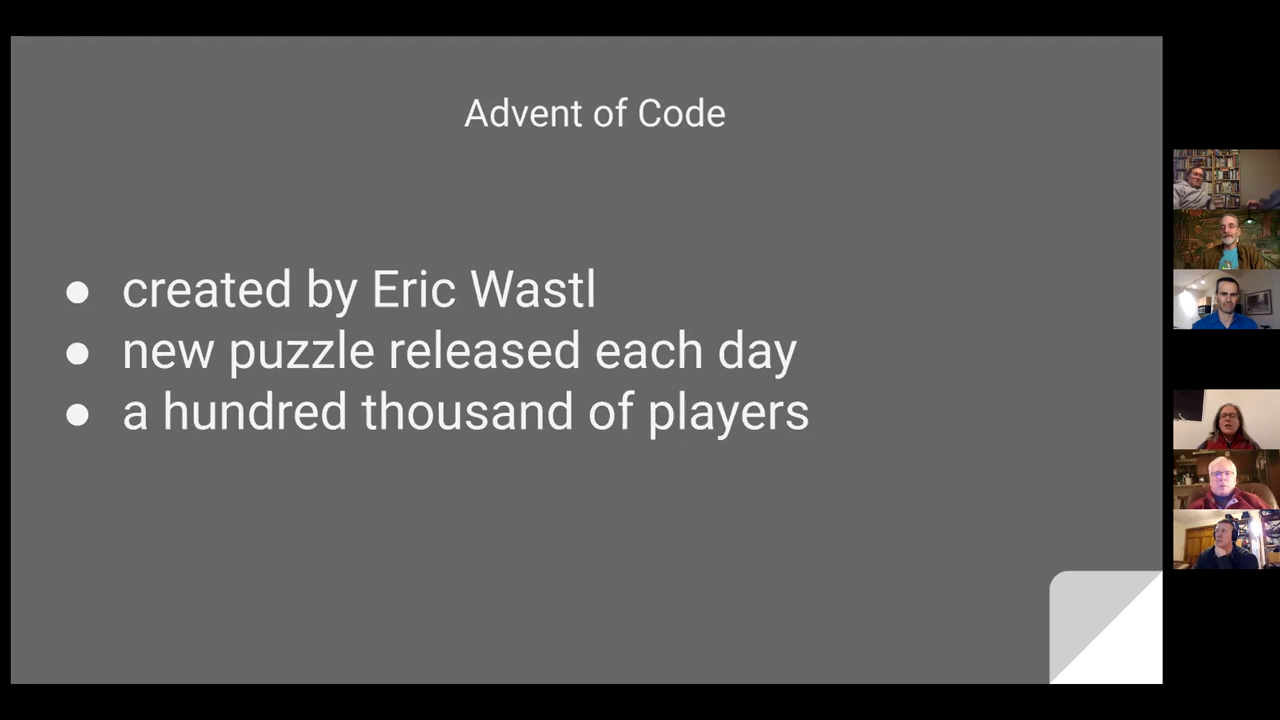 Advent of Code
● created by Eric Wastl
● new puzzle released each day
● a hundred thousand of players